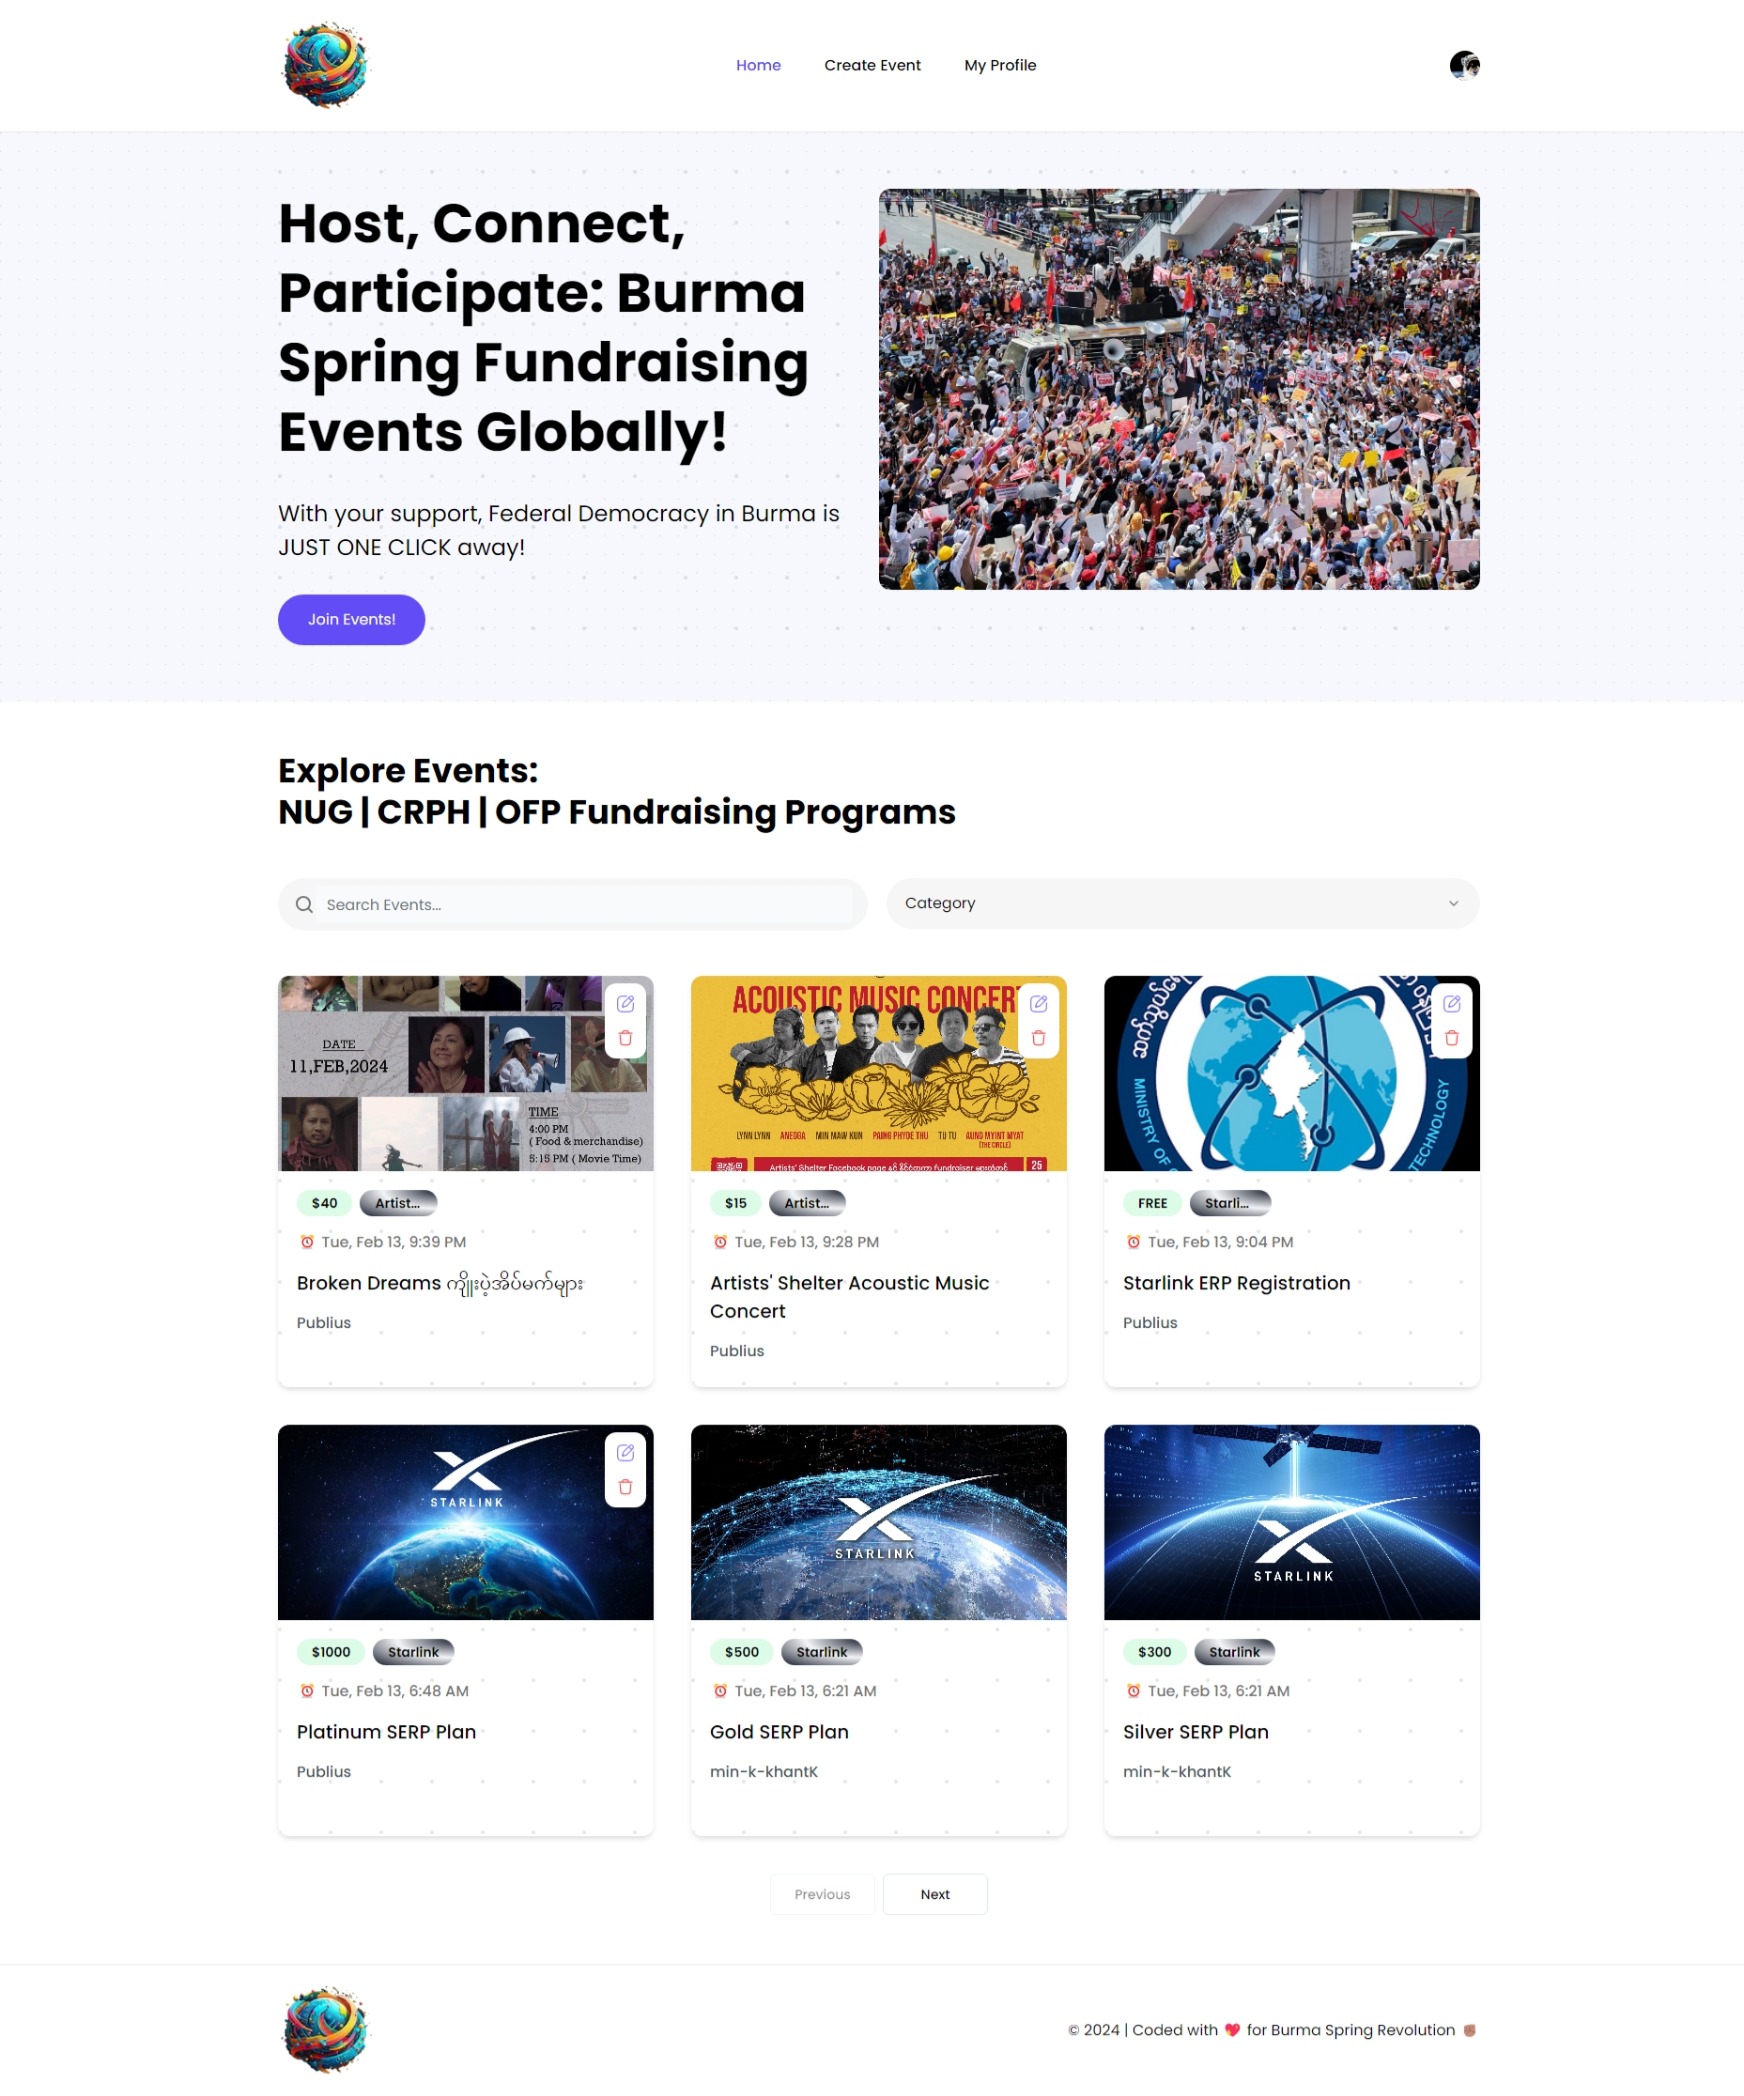 Home
Create Event
My Profile
Host, Connect,
Participate: Burma
Spring Fundraising
Events Globally!
With your support, Federal Democracy in Burma is
JUST ONE CLICK away!
Join Events!
Explore Events:
NUG | CRPH | OFP Fundraising Programs
Search Events...
Category
DATE
11,FEB,2024
TIME
4:00 PM
( Food & merchandise)
5:15 PM ( Movie Time)
$40
Artist...
Tue, Feb 13, 9:39 PM
Broken Dreams ကျိုးပဲ့အိပ်မက်များ
Publius
ACOUSTIC MUSIC CONCERT
LYNN LYNN
ANEGGA
MIN MAW KUN
PAING PHYOE THU
TU TU
AUNG MYINT MYAT
(THE CIRCLE)
Artists' Shelter Facebook page
25
$15
Artist...
Tue, Feb 13, 9:28 PM
Artists' Shelter Acoustic Music
Concert
Publius
MINISTRY OF
TECHNOLOGY
FREE
Starli...
Tue, Feb 13, 9:04 PM
Starlink ERP Registration
Publius
STARLINK
$1000
Starlink
Tue, Feb 13, 6:48 AM
Platinum SERP Plan
Publius
STARLINK
$500
Starlink
Tue, Feb 13, 6:21 AM
Gold SERP Plan
min-k-khantK
STARLINK
$300
Starlink
Tue, Feb 13, 6:21 AM
Silver SERP Plan
min-k-khantK
Previous
Next
© 2024 | Coded with 💖 for Burma Spring Revolution ✊🏽